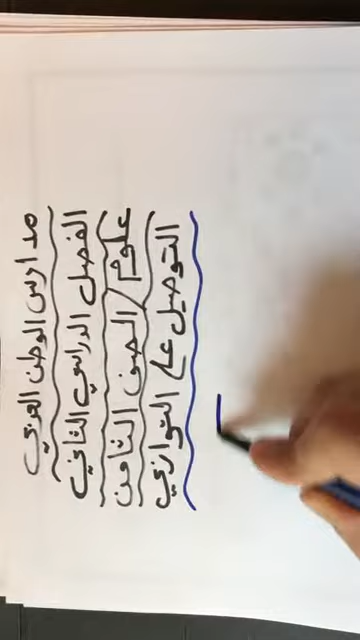 مدارس الوطن العربي
الفصل الدراسي الثاني
علوم / الصف الثامن
التوصيل على التوازي